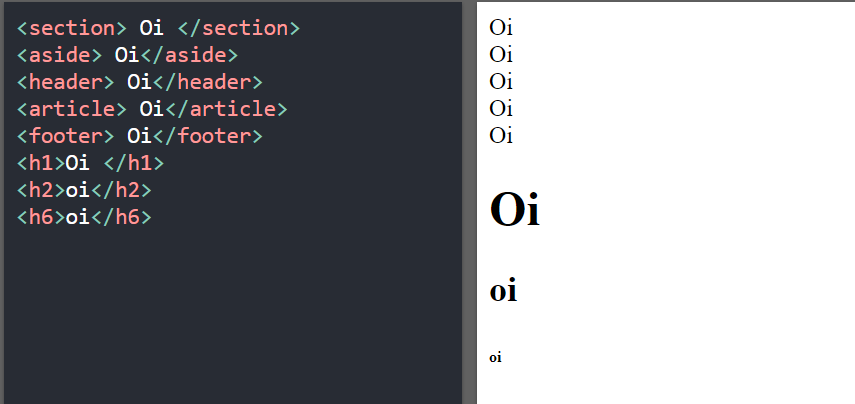 <section> Oi </section>
<aside> Oi</aside>
<header> Oi</header>
<article> Oi</article>
<footer> Oi</footer>
<h1>Oi </h1>
<h2>oi</h2>
<h6>oi</h6>
Oi
Oi
Oi
Oi
Oi
Oi
oi
oi